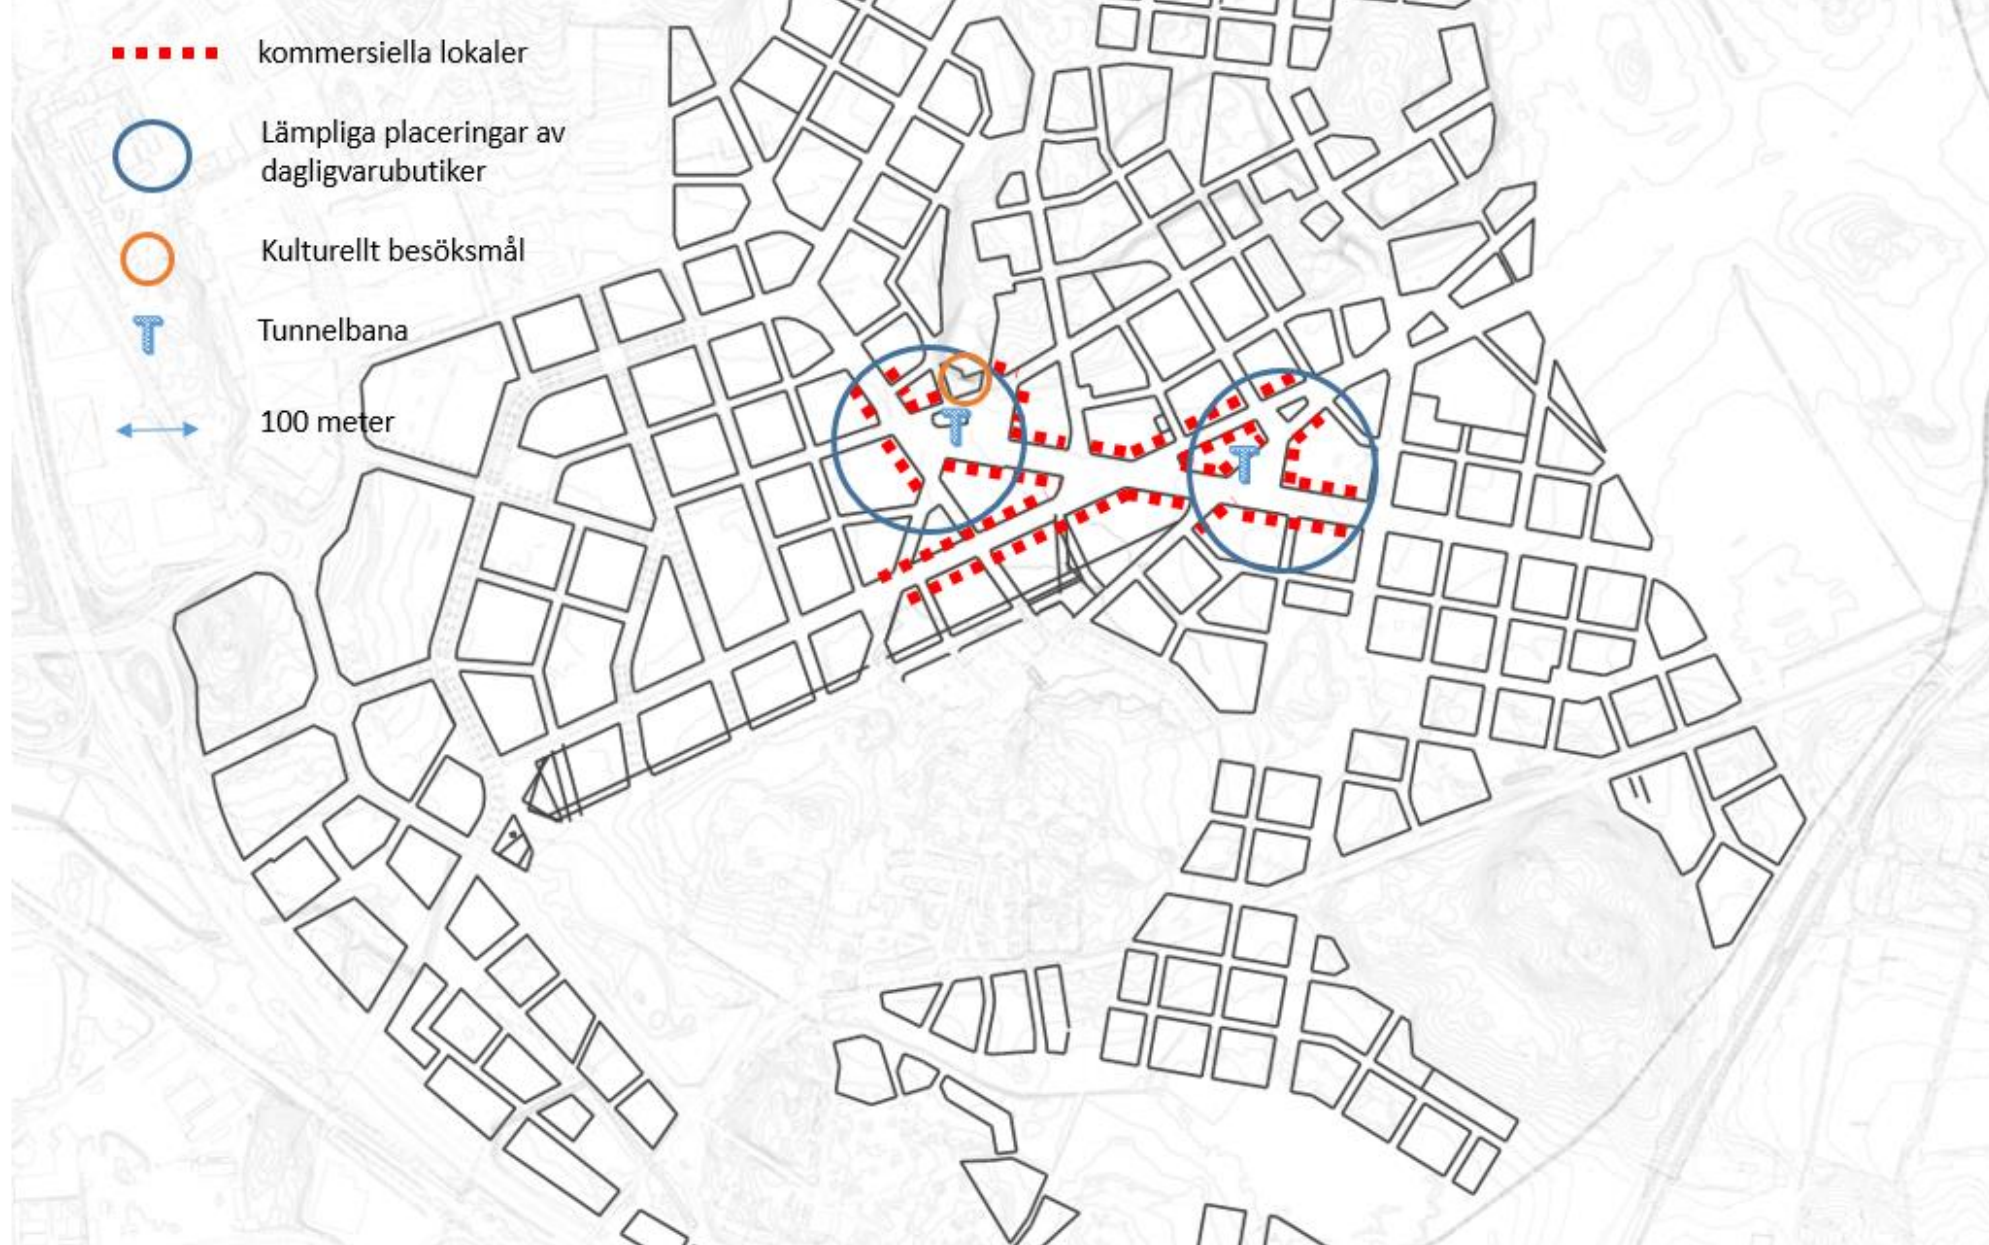 kommersiella lokaler
Lämpliga placeringar av
dagligvarubutiker
Kulturellt besöksmål
T
Tunnelbana
100 meter
T
T